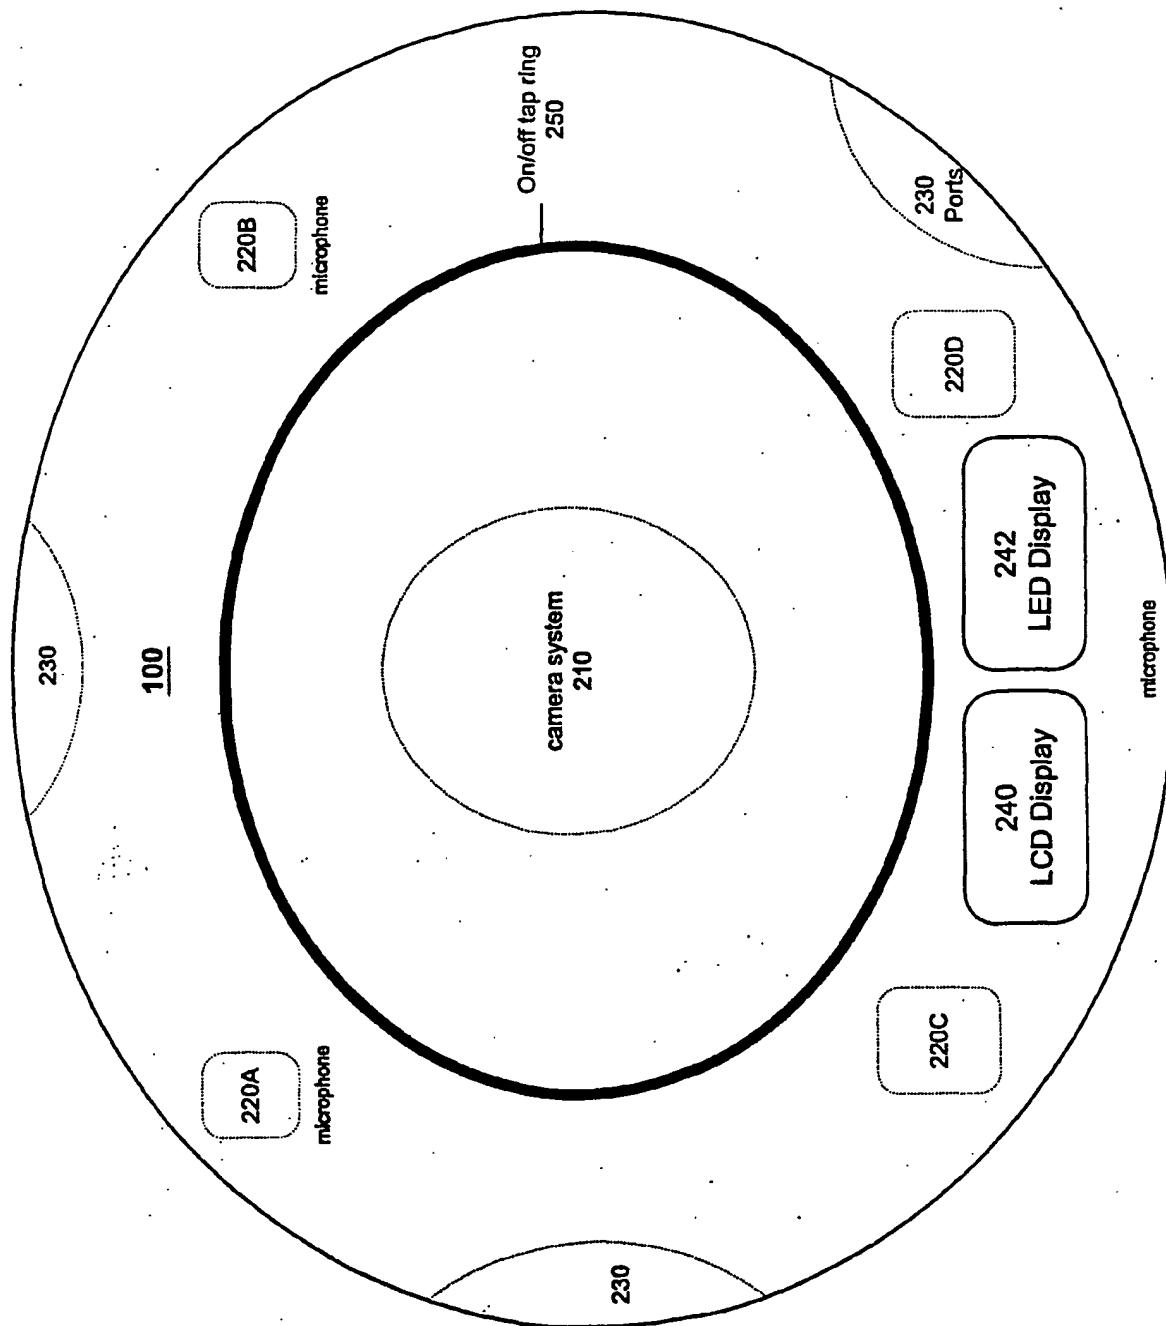 230
100
220A
microphone
220B
microphone
On/off tap ring
250
camera system
210
230
230
Ports
220C
220D
240
LCD Display
242
LED Display
microphone